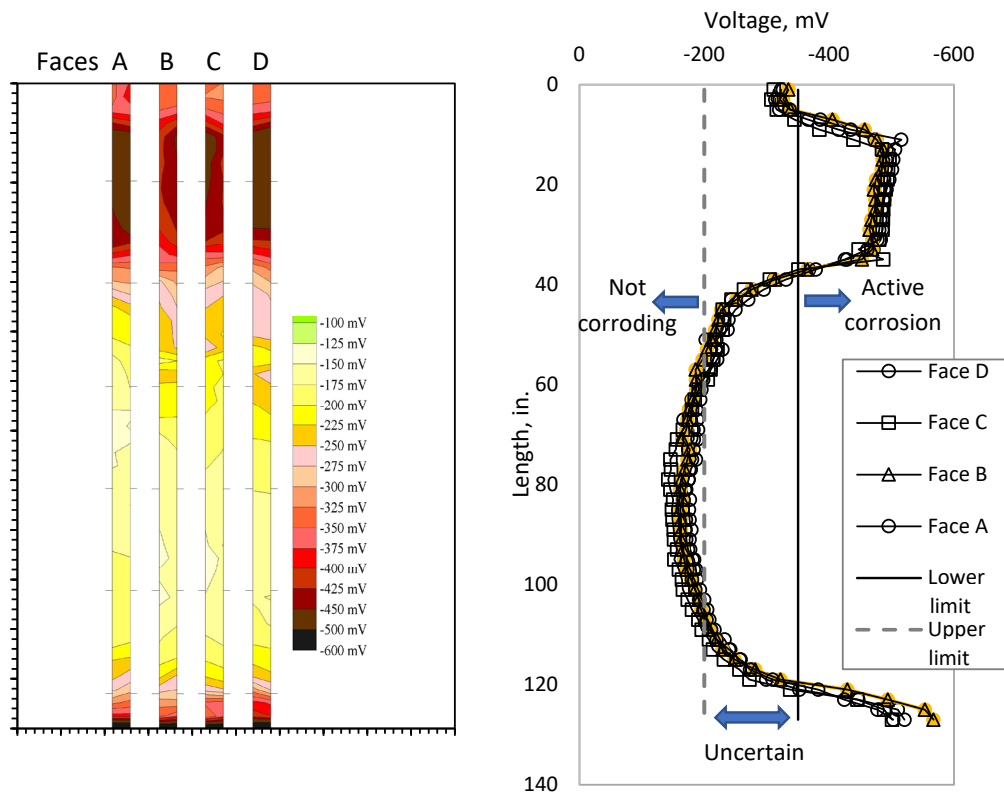 Faces A B C D
-100 mV
-125 mV
-150 mV
-175 mV
-200 mV
-225 mV
-250 mV
-275 mV
-300 mV
-325 mV
-350 mV
-375 mV
-400 mV
-425 mV
-450 mV
-500 mV
-600 mV
Voltage, mV
0 -200 -400 -600
0
20
40
60
80
100
120
140
Length, in.
Not
corroding
Active
corrosion
Uncertain
Face D
Face C
Face B
Face A
Lower
limit
Upper
limit